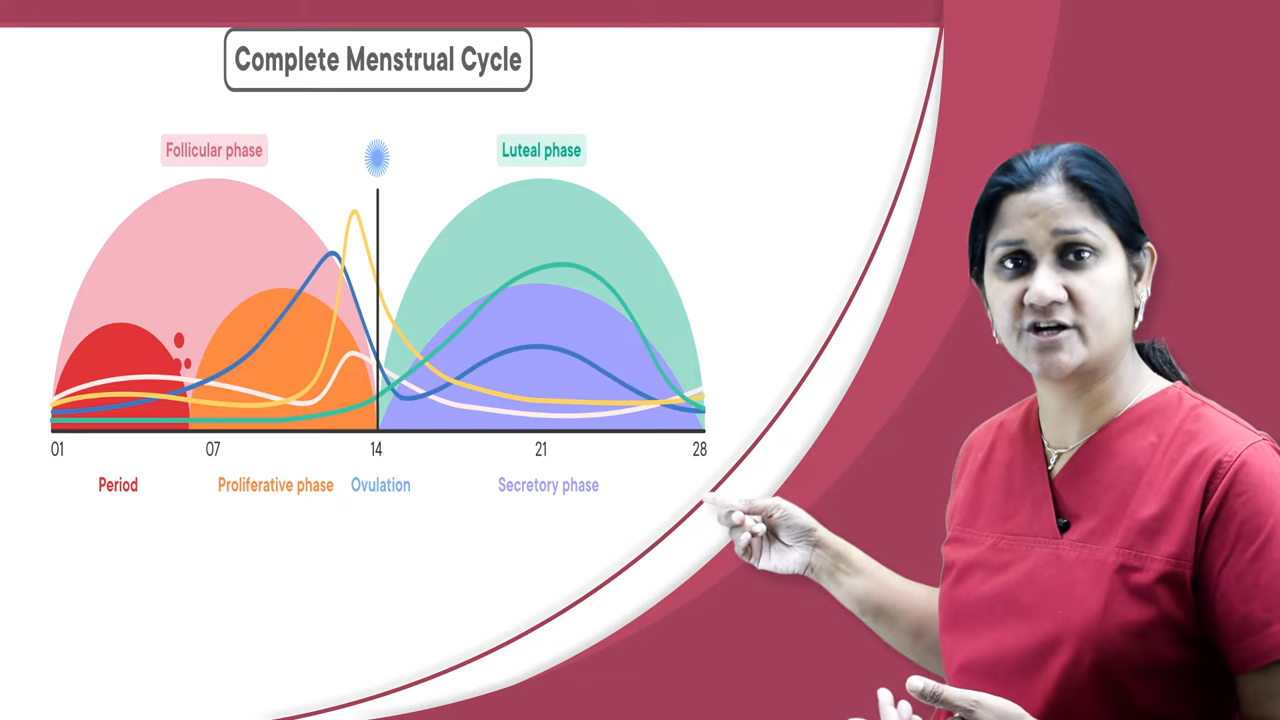 Complete Menstrual Cycle
Follicular phase
Luteal phase
01 07 14 21 28
Period Proliferative phase Ovulation Secretory phase